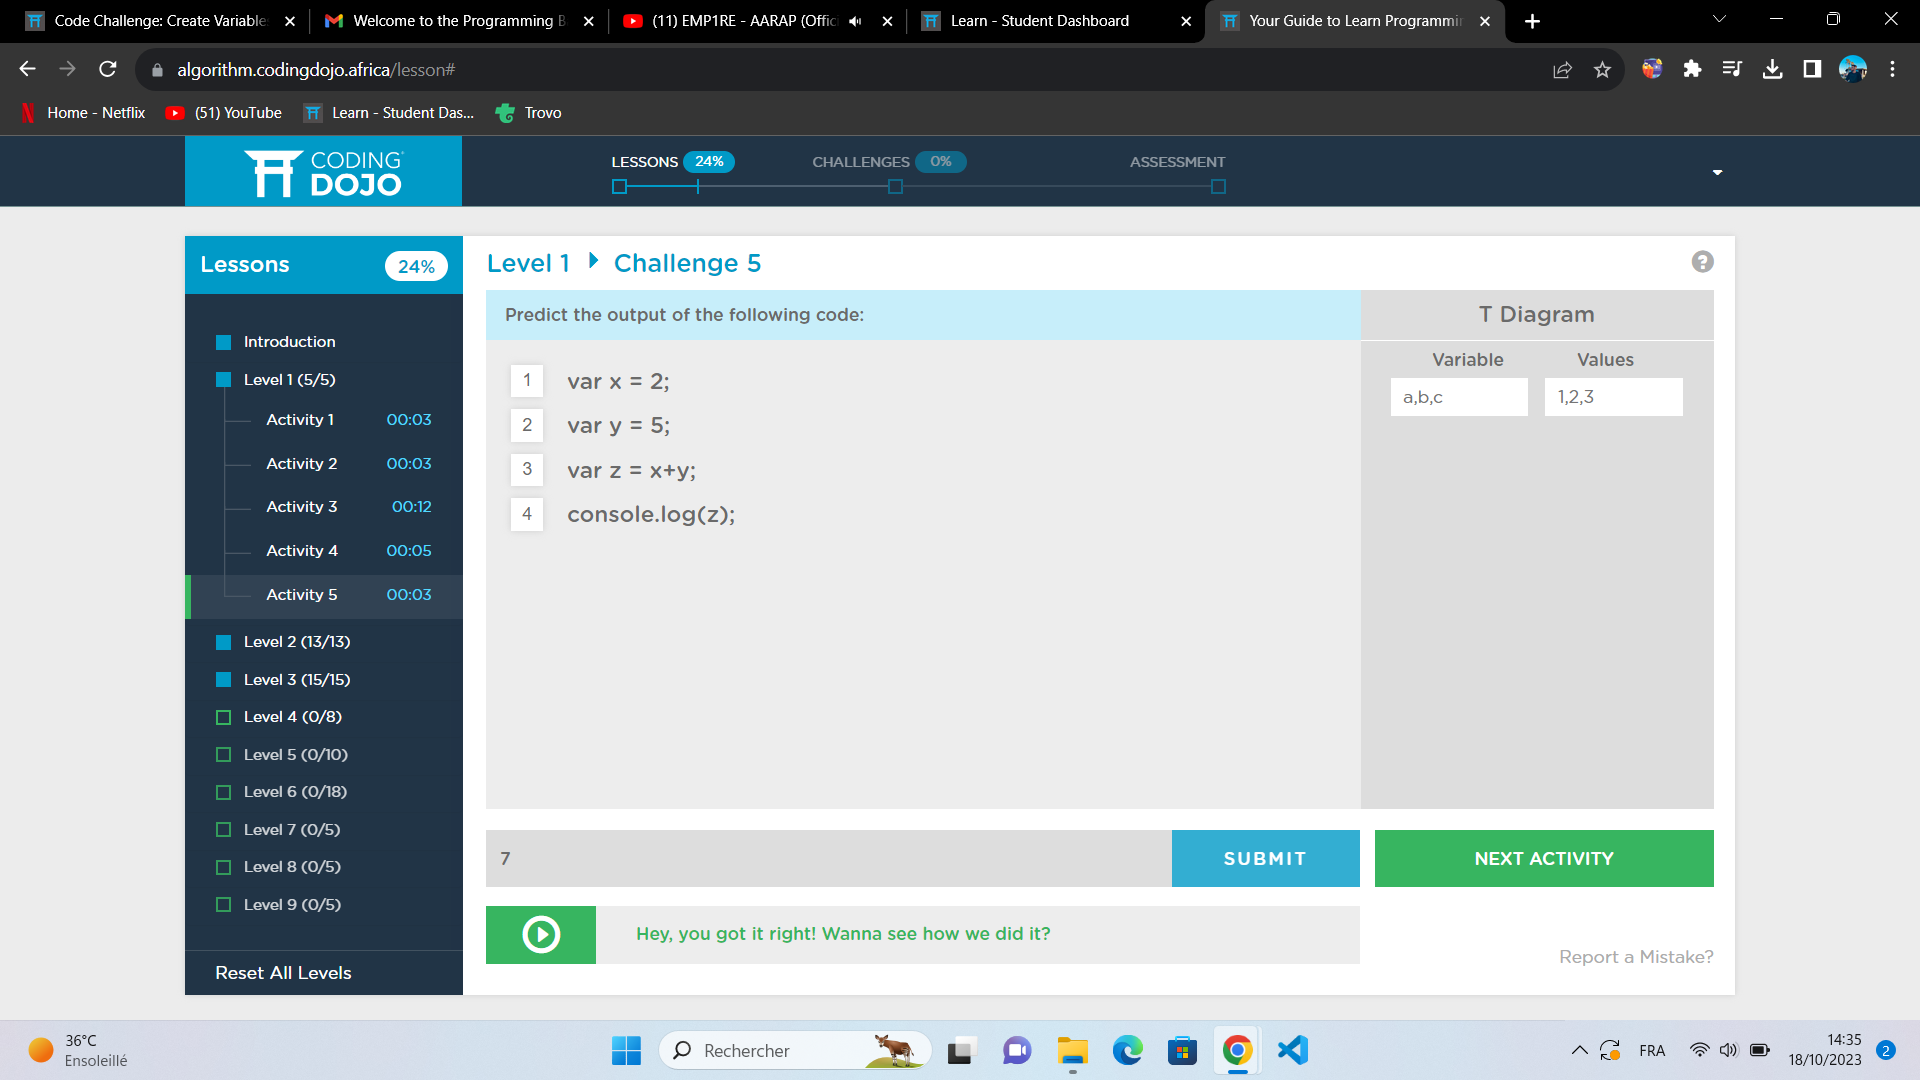 Code Challenge: Create Variable
Welcome to the Programming B
(11) EMP1RE - AARAP (Offic
Learn - Student Dashboard
Your Guide to Learn Programmin
algorithm.codingdojo.africa/lesson#
Home - Netflix
(51) YouTube
Learn - Student Das...
Trovo
CODING
DOJO
LESSONS 24%
CHALLENGES 0%
ASSESSMENT
Lessons 24%
Introduction
Level 1 (5/5)
Activity 1 00:03
Activity 2 00:03
Activity 3 00:12
Activity 4 00:05
Activity 5 00:03
Level 2 (13/13)
Level 3 (15/15)
Level 4 (0/8)
Level 5 (0/10)
Level 6 (0/18)
Level 7 (0/5)
Level 8 (0/5)
Level 9 (0/5)
Reset All Levels
Level 1 Challenge 5
?
Predict the output of the following code:
1 var x = 2;
2 var y = 5;
3 var z = x+y;
4 console.log(z);
T Diagram
Variable Values
a,b,c 1,2,3
7
SUBMIT
NEXT ACTIVITY
Hey, you got it right! Wanna see how we did it?
Report a Mistake?
36°C
Ensoleillé
Rechercher
FRA
14:35
18/10/2023
2